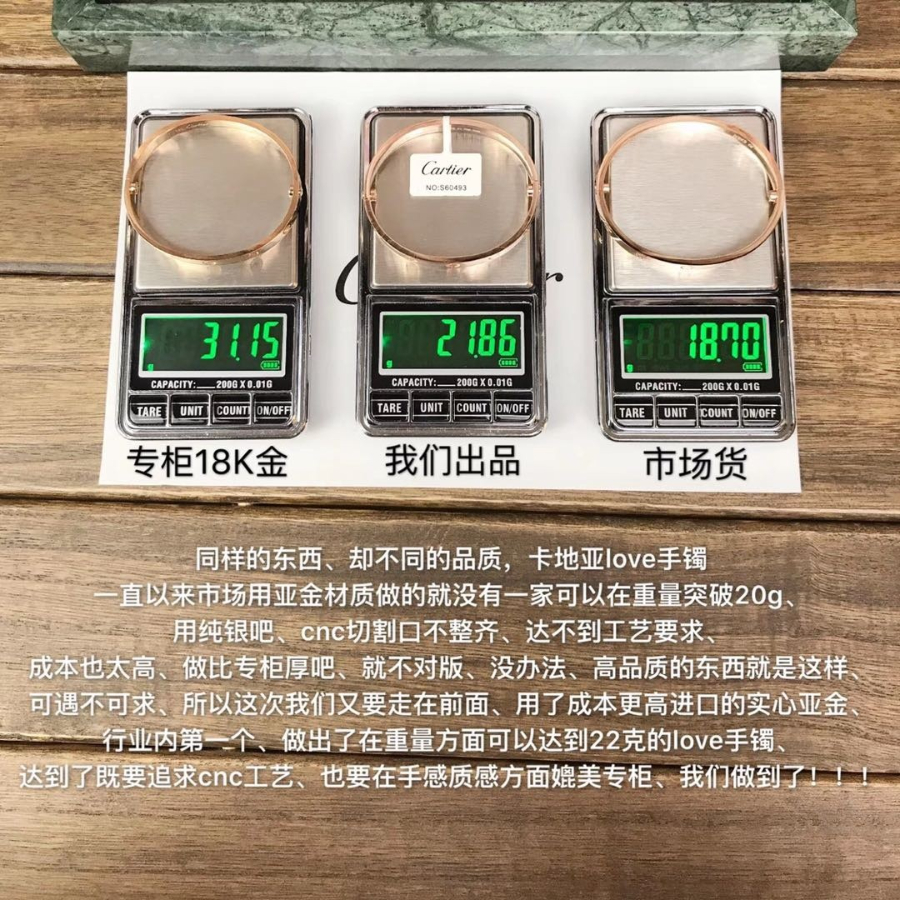 Cartier
NO:S60493
C r
31.15 21.86 18.70
g g g
CAPACITY: 200G X 0.01G CAPACITY: 200G X 0.01G CAPACITY: 200G X 0.01G
TARE UNIT COUNT ON/OFF TARE UNIT COUNT ON/OFF TARE UNIT COUNT ON/OFF
专柜18K金 我们出品 市场货
同样的东西、却不同的品质，卡地亚love手镯
一直以来市场用亚金材质做的就没有一家可以在重量突破20g、
用纯银吧、cnc切割口不整齐、达不到工艺要求、
成本也太高、做比专柜厚吧、就不对版、没办法、高品质的东西就是这样、
可遇不可求、所以这次我们又要走在前面、用了成本更高进口的实心亚金、
行业内第一个、做出了在重量方面可以达到22克的love手镯、
达到了既要追求cnc工艺、也要在手感质感方面媲美专柜、我们做到了！！！